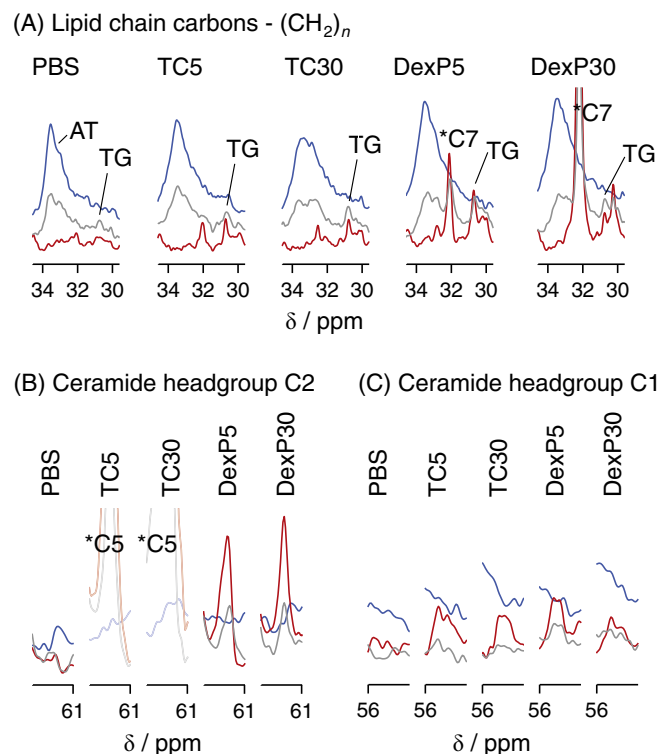 (A) Lipid chain carbons - (CH2)n
PBS TC5 TC30 DexP5 DexP30
AT TG TG TG *C7 TG *C7 TG
34 32 30 34 32 30 34 32 30 34 32 30 34 32 30
δ / ppm
(B) Ceramide headgroup C2 (C) Ceramide headgroup C1
PBS TC5 TC30 DexP5 DexP30 PBS TC5 TC30 DexP5 DexP30
*C5 *C5
61 61 61 61 61 56 56 56 56 56
δ / ppm δ / ppm